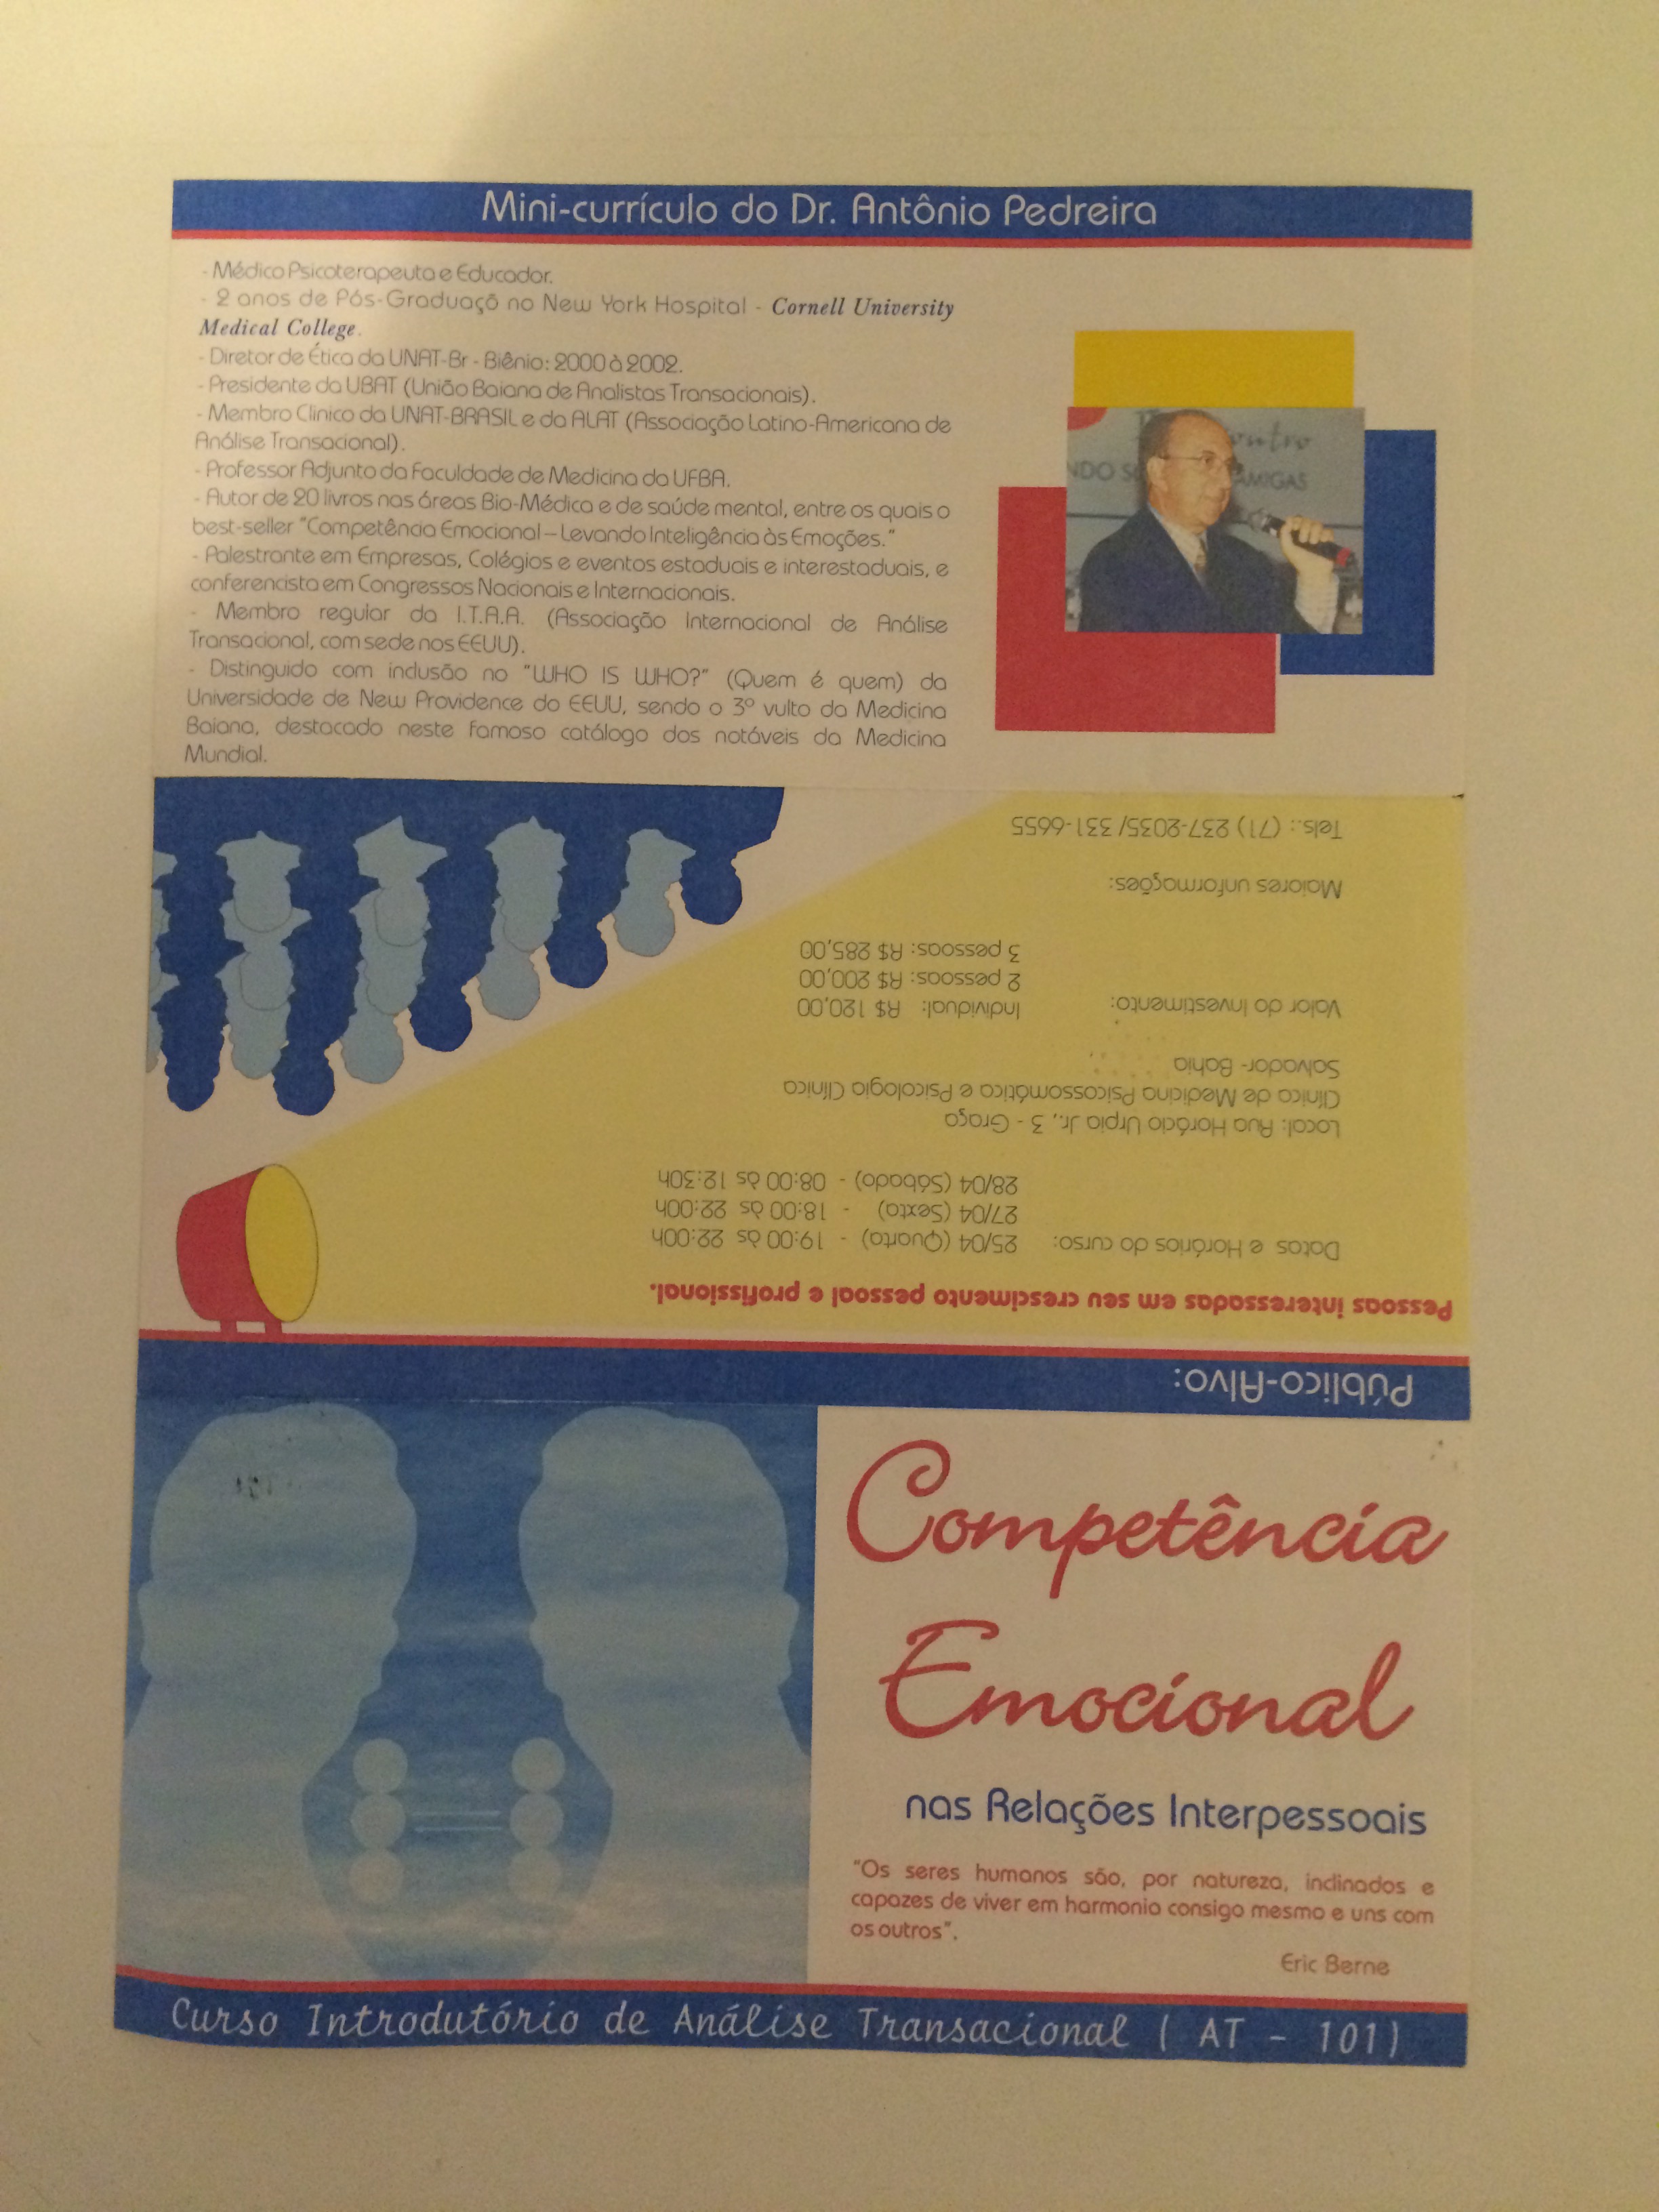 Mini-currículo do Dr. Antônio Pedreira
- Médico Psicoterapeuta e Educador.
- 2 anos de Pós-Graduaçõ no New York Hospital - Cornell University
Medical College.
- Diretor de Ética da UNAT-Br - Biênio: 2000 à 2002.
- Presidente da UBAT (União Baiana de Analistas Transacionais).
- Membro Clinico da UNAT-BRASIL e da ALAT (Associação Latino-Americana de
Análise Transacional).
- Professor Adjunto da Faculdade de Medicina da UFBA.
- Autor de 20 livros nas áreas Bio-Médica e de saúde mental, entre os quais o
best-seller "Competência Emocional – Levando Inteligência às Emoções."
- Palestrante em Empresas, Colégios e eventos estaduais e interestaduais, e
conferencista em Congressos Nacionais e Internacionais.
- Membro regular da I.T.A.A. (Associação Internacional de Análise
Transacional, com sede nos EEUU).
- Distinguido com inclusão no "WHO IS WHO?" (Quem é quem) da
Universidade de New Providence do EEUU, sendo o 3º vulto da Medicina
Baiana, destacado neste famoso catálogo dos notáveis da Medicina
Mundial.
AMIGAS
Público-Alvo:
Pessoas interessadas em seu crescimento pessoal e profissional.
Datas e Horários do curso: 25/04 (Quarta) - 19:00 às 22:00h
27/04 (Sexta) - 18:00 às 22:00h
28/04 (Sábado) - 08:00 às 12:30h
Local: Rua Horácio Urpia Jr., 3 - Graça
Clínica de Medicina Psicossomática e Psicologia Clínica
Salvador- Bahia
Valor do Investimento: Individual: R$ 120,00
2 pessoas: R$ 200,00
3 pessoas: R$ 285,00
Maiores unformações:
Tels.: (71) 237-2035/ 331-6655
Competência
Emocional
nas Relações Interpessoais
"Os seres humanos são, por natureza, inclinados e
capazes de viver em harmonia consigo mesmo e uns com
os outros".
Eric Berne
Curso Introdutório de Análise Transacional ( AT - 101)